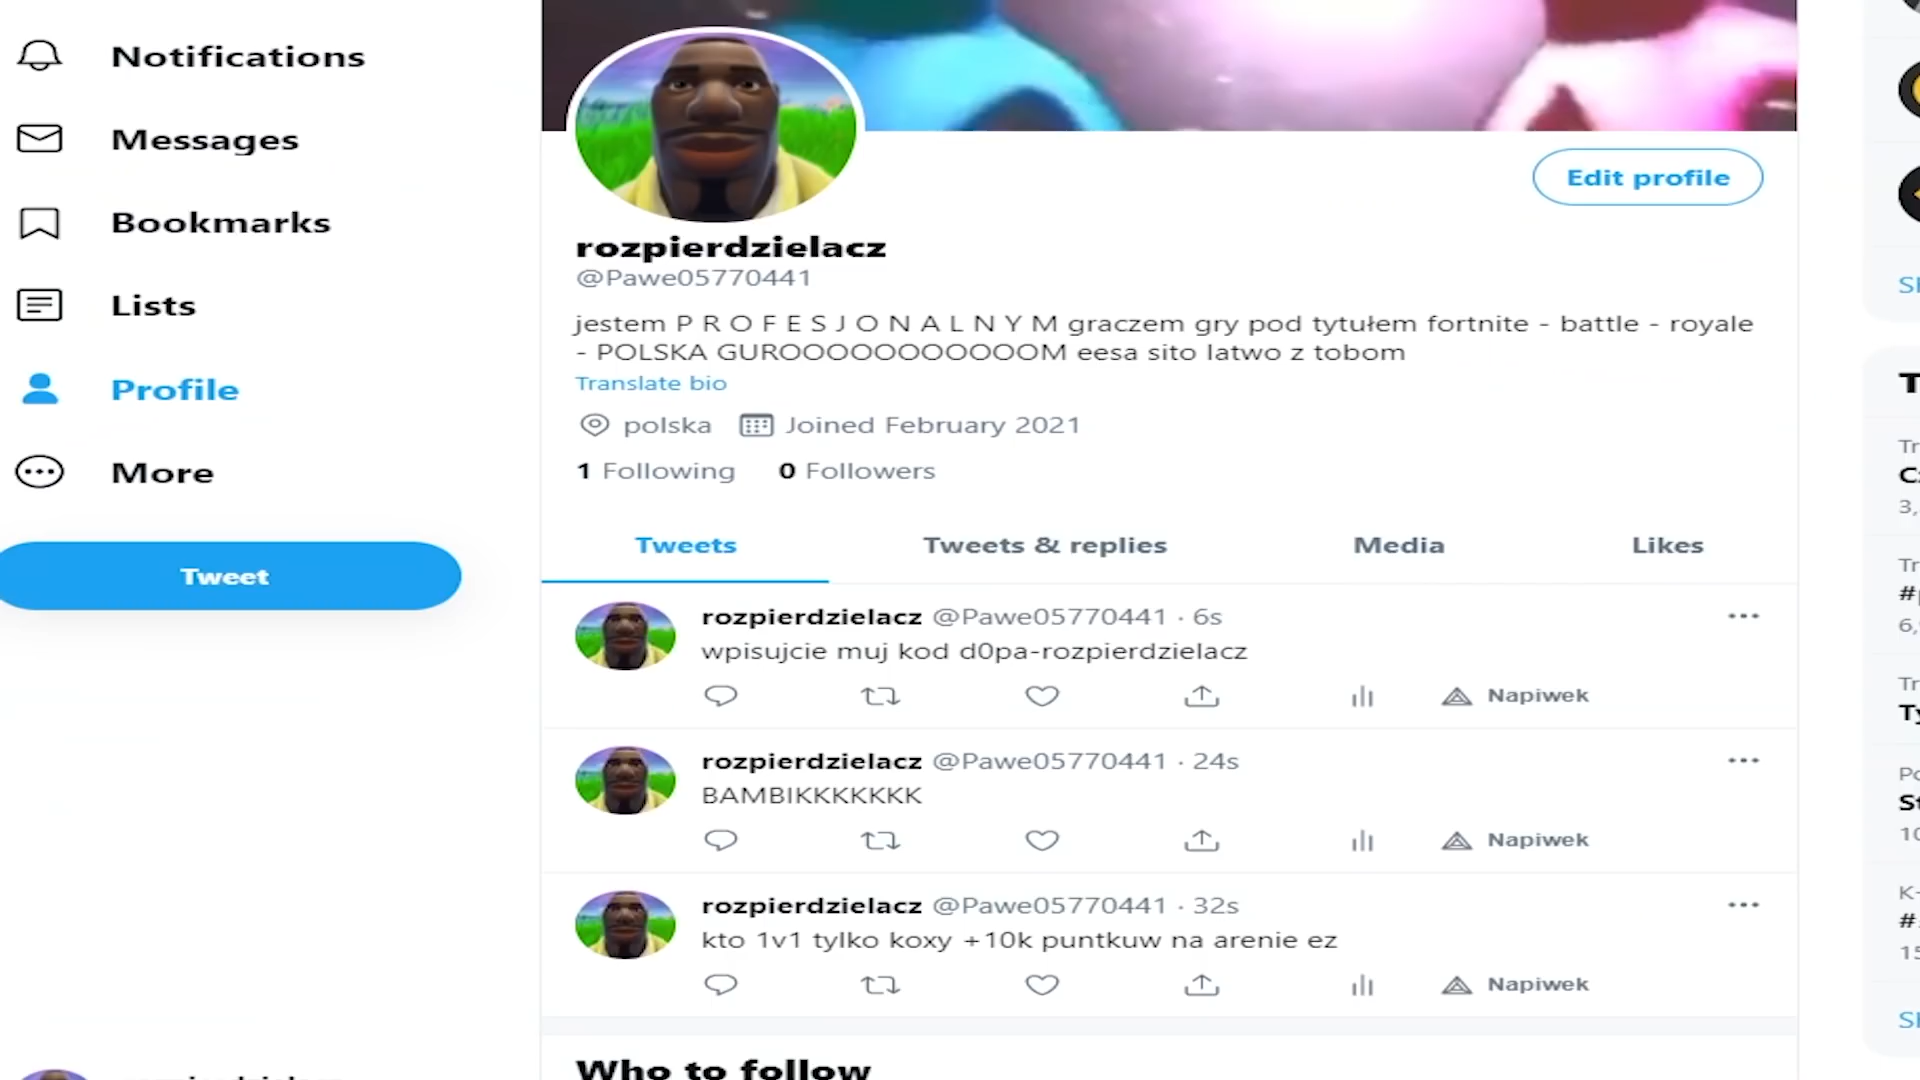 Notifications
Messages
Bookmarks
Lists
Profile
More
Tweet
Edit profile
rozpierdzielacz
@Pawe05770441
jestem P R O F E S J O N A L N Y M graczem gry pod tytułem fortnite - battle - royale
- POLSKA GUROOOOOOOOOOOM eesa sito latwo z tobom
Translate bio
polska Joined February 2021
1 Following 0 Followers
Tweets Tweets & replies Media Likes
rozpierdzielacz @Pawe05770441 · 6s
wpisujcie muj kod d0pa-rozpierdzielacz
Napiwek
rozpierdzielacz @Pawe05770441 · 24s
BAMBIKKKKKKK
Napiwek
rozpierdzielacz @Pawe05770441 · 32s
kto 1v1 tylko koxy +10k puntkuw na arenie ez
Napiwek
Who to follow